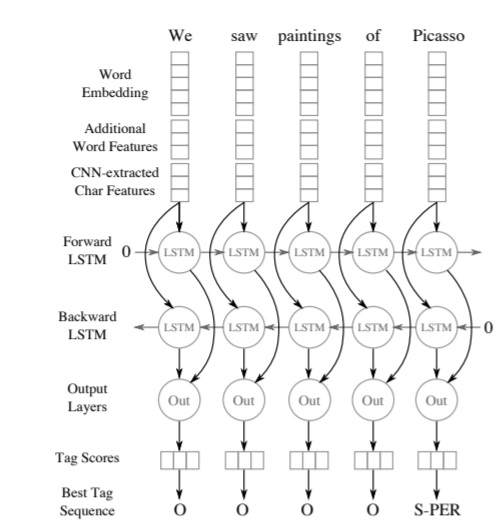 We saw paintings of Picasso
Word
Embedding
Additional
Word Features
CNN-extracted
Char Features
Forward
LSTM
0 LSTM LSTM LSTM LSTM LSTM
Backward
LSTM
LSTM LSTM LSTM LSTM LSTM 0
Output
Layers
Out Out Out Out Out
Tag Scores
Best Tag
Sequence
O O O O S-PER